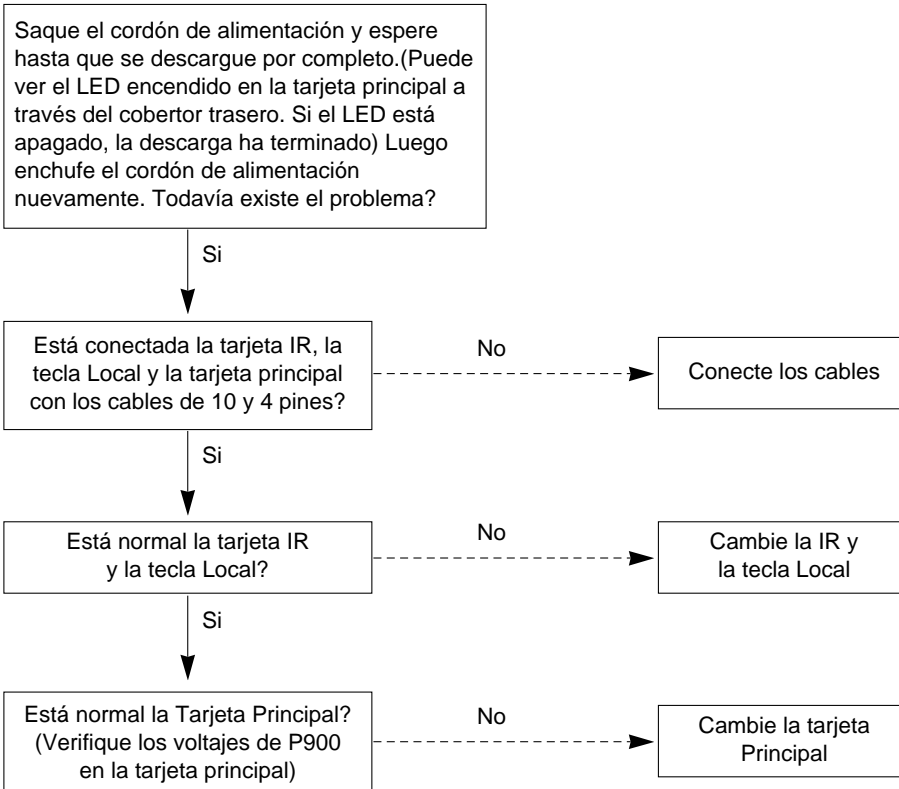 Saque el cordón de alimentación y espere
hasta que se descargue por completo.(Puede
ver el LED encendido en la tarjeta principal a
través del cobertor trasero. Si el LED está
apagado, la descarga ha terminado) Luego
enchufe el cordón de alimentación
nuevamente. Todavía existe el problema?
Si
Está conectada la tarjeta IR, la
tecla Local y la tarjeta principal
con los cables de 10 y 4 pines?
No
Conecte los cables
Si
Está normal la tarjeta IR
y la tecla Local?
No
Cambie la IR y
la tecla Local
Si
Está normal la Tarjeta Principal?
(Verifique los voltajes de P900
en la tarjeta principal)
No
Cambie la tarjeta
Principal